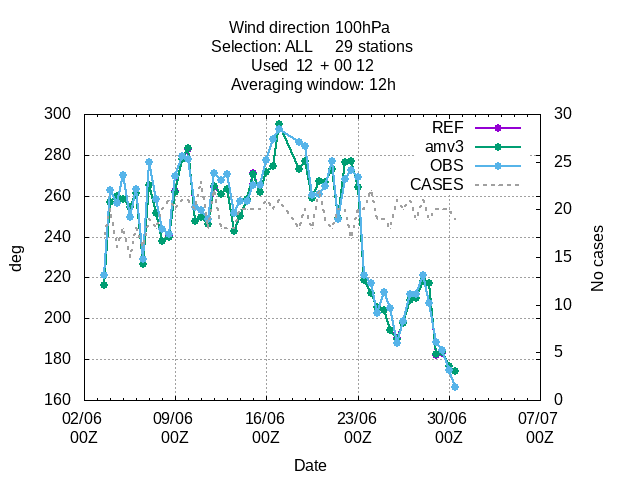 Wind direction 100hPa
Selection: ALL 29 stations
Used 12 + 00 12
Averaging window: 12h
300 30
REF
amv3
OBS
CASES
280 25
260
240 20
220 15
200 10
180 5
160 0
deg
No cases
02/06 09/06 16/06 23/06 30/06 07/07
00Z 00Z 00Z 00Z 00Z 00Z
Date